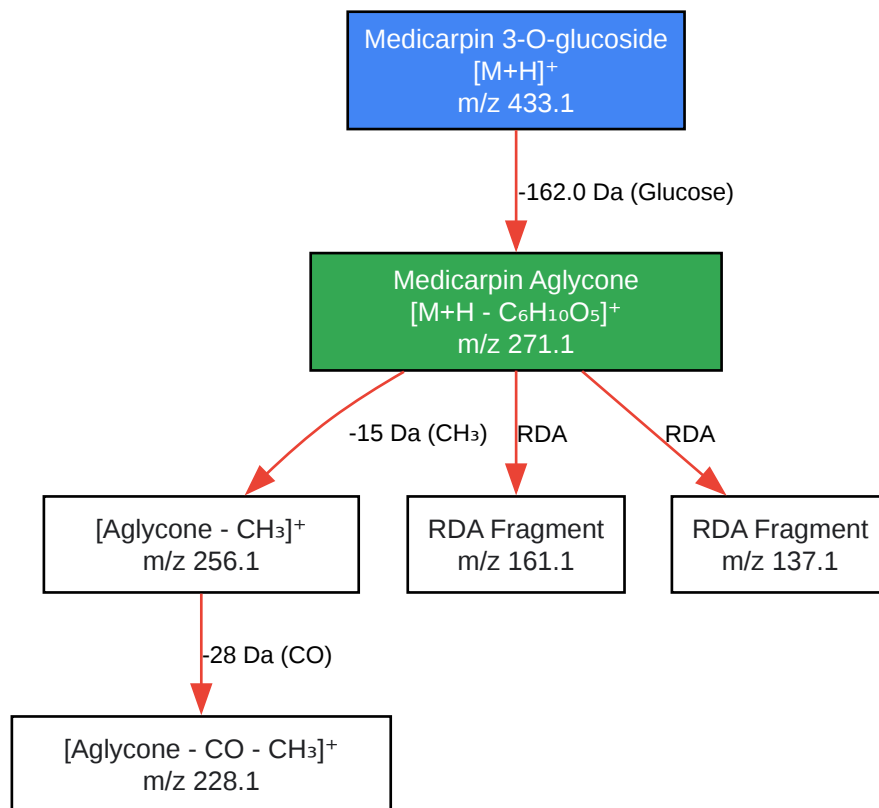 Medicarpin 3-O-glucoside
[M+H]⁺
m/z 433.1
-162.0 Da (Glucose)
Medicarpin Aglycone
[M+H - C₆H₁₀O₅]⁺
m/z 271.1
-15 Da (CH₃)
RDA
RDA
[Aglycone - CH₃]⁺
m/z 256.1
RDA Fragment
m/z 161.1
RDA Fragment
m/z 137.1
-28 Da (CO)
[Aglycone - CO - CH₃]⁺
m/z 228.1